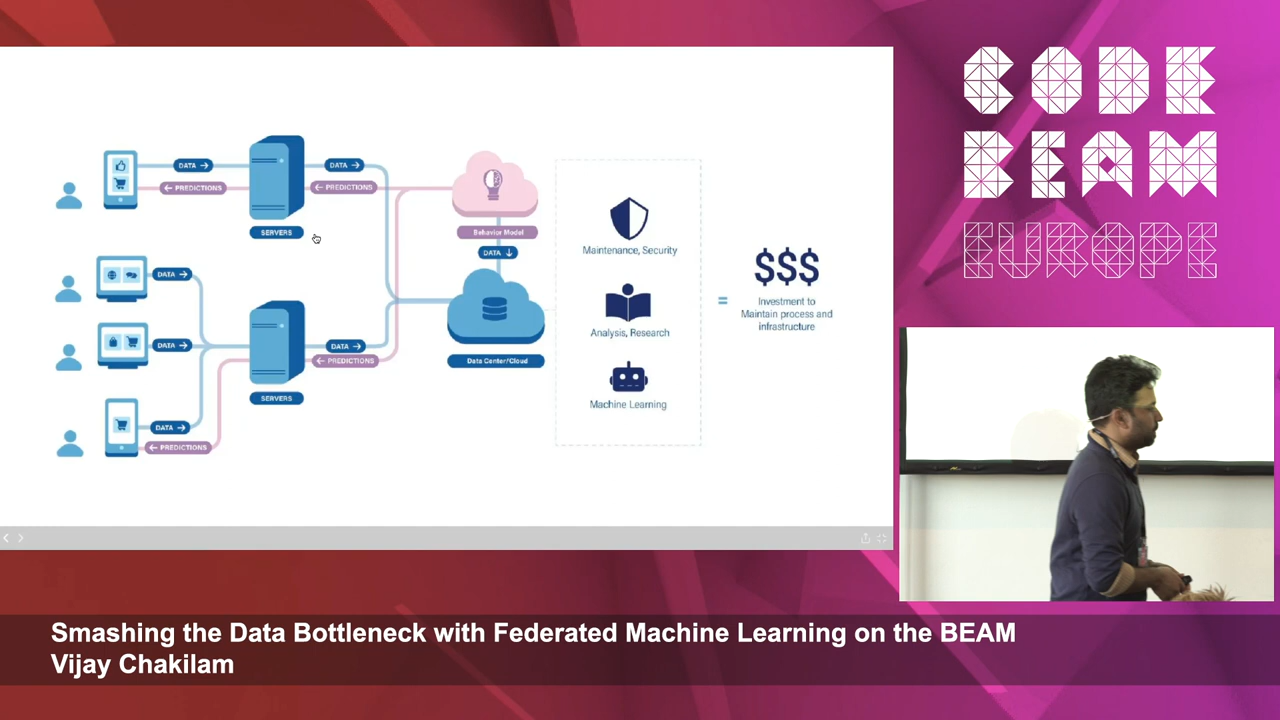 CODE
BEAM
EUROPE
DATA →
← PREDICTIONS
SERVERS
DATA →
← PREDICTIONS
Behavior Model
DATA ↓
DATA →
DATA →
DATA →
← PREDICTIONS
SERVERS
DATA →
← PREDICTIONS
Data Center/Cloud
Maintenance, Security
Analysis, Research
Machine Learning
=
$$$
Investment to
Maintain process and
infrastructure
Smashing the Data Bottleneck with Federated Machine Learning on the BEAM
Vijay Chakilam